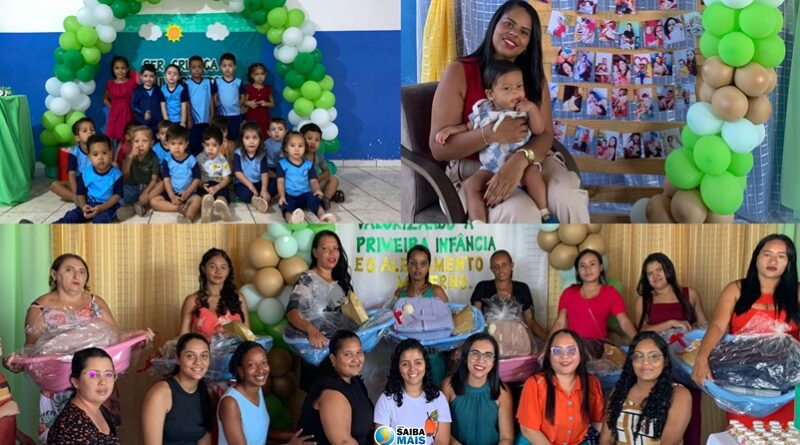 SER CRIANÇA
VALORIZANDO A
PRIMEIRA INFÂNCIA
E O ALEITAMENTO
MATERNO
SAIBA
MAIS